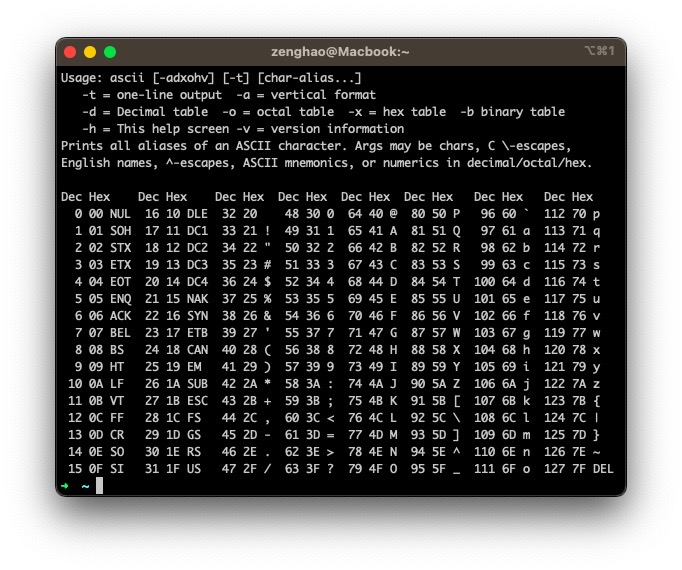 zenghao@Macbook:~ ⌥⌘1
Usage: ascii [-adxohv] [-t] [char-alias...]
   -t = one-line output  -a = vertical format
   -d = Decimal table  -o = octal table  -x = hex table  -b binary table
   -h = This help screen -v = version information
Prints all aliases of an ASCII character. Args may be chars, C \-escapes,
English names, ^-escapes, ASCII mnemonics, or numerics in decimal/octal/hex.

Dec Hex    Dec Hex    Dec Hex  Dec Hex  Dec Hex  Dec Hex   Dec Hex   Dec Hex
  0 00 NUL  16 10 DLE  32 20    48 30 0  64 40 @  80 50 P   96 60 `  112 70 p
  1 01 SOH  17 11 DC1  33 21 !  49 31 1  65 41 A  81 51 Q   97 61 a  113 71 q
  2 02 STX  18 12 DC2  34 22 "  50 32 2  66 42 B  82 52 R   98 62 b  114 72 r
  3 03 ETX  19 13 DC3  35 23 #  51 33 3  67 43 C  83 53 S   99 63 c  115 73 s
  4 04 EOT  20 14 DC4  36 24 $  52 34 4  68 44 D  84 54 T  100 64 d  116 74 t
  5 05 ENQ  21 15 NAK  37 25 %  53 35 5  69 45 E  85 55 U  101 65 e  117 75 u
  6 06 ACK  22 16 SYN  38 26 &  54 36 6  70 46 F  86 56 V  102 66 f  118 76 v
  7 07 BEL  23 17 ETB  39 27 '  55 37 7  71 47 G  87 57 W  103 67 g  119 77 w
  8 08 BS   24 18 CAN  40 28 (  56 38 8  72 48 H  88 58 X  104 68 h  120 78 x
  9 09 HT   25 19 EM   41 29 )  57 39 9  73 49 I  89 59 Y  105 69 i  121 79 y
 10 0A LF   26 1A SUB  42 2A *  58 3A :  74 4A J  90 5A Z  106 6A j  122 7A z
 11 0B VT   27 1B ESC  43 2B +  59 3B ;  75 4B K  91 5B [  107 6B k  123 7B {
 12 0C FF   28 1C FS   44 2C ,  60 3C <  76 4C L  92 5C \  108 6C l  124 7C |
 13 0D CR   29 1D GS   45 2D -  61 3D =  77 4D M  93 5D ]  109 6D m  125 7D }
 14 0E SO   30 1E RS   46 2E .  62 3E >  78 4E N  94 5E ^  110 6E n  126 7E ~
 15 0F SI   31 1F US   47 2F /  63 3F ?  79 4F O  95 5F _  111 6F o  127 7F DEL
➜  ~